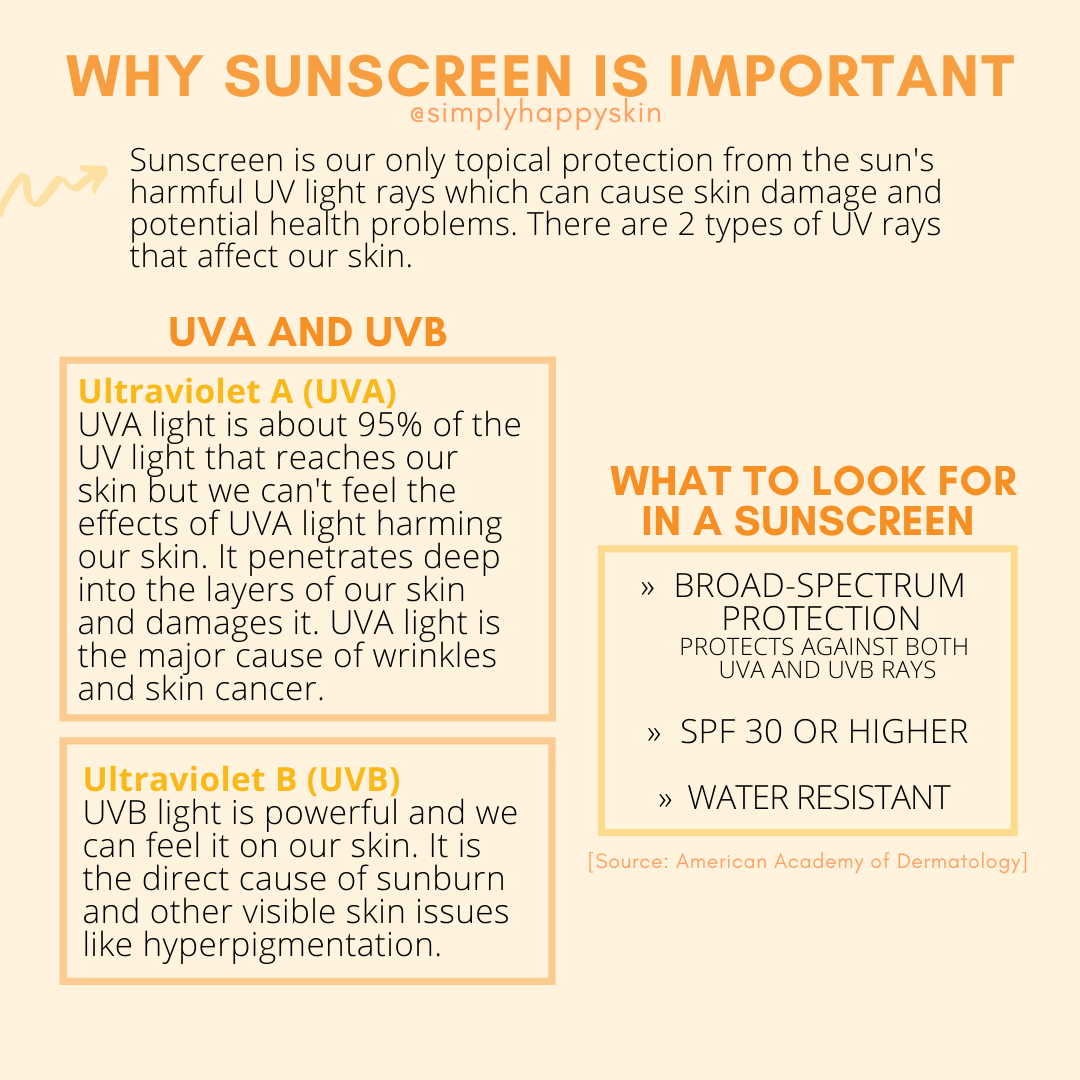 WHY SUNSCREEN IS IMPORTANT
@simplyhappyskin
Sunscreen is our only topical protection from the sun's
harmful UV light rays which can cause skin damage and
potential health problems. There are 2 types of UV rays
that affect our skin.
UVA AND UVB
Ultraviolet A (UVA)
UVA light is about 95% of the
UV light that reaches our
skin but we can't feel the
effects of UVA light harming
our skin. It penetrates deep
into the layers of our skin
and damages it. UVA light is
the major cause of wrinkles
and skin cancer.
Ultraviolet B (UVB)
UVB light is powerful and we
can feel it on our skin. It is
the direct cause of sunburn
and other visible skin issues
like hyperpigmentation.
WHAT TO LOOK FOR
IN A SUNSCREEN
» BROAD-SPECTRUM
PROTECTION
PROTECTS AGAINST BOTH
UVA AND UVB RAYS
» SPF 30 OR HIGHER
» WATER RESISTANT
[Source: American Academy of Dermatology]